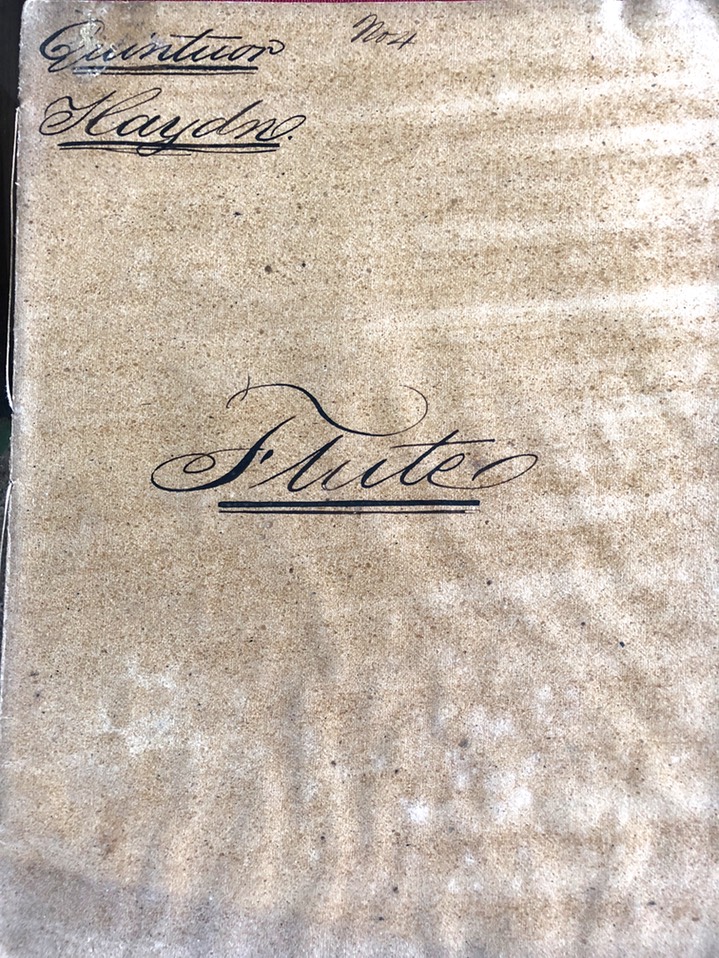 Quintuor
No 4
Haydn.
Flute